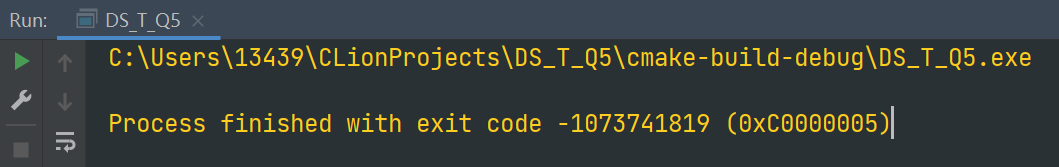 Run: DS_T_Q5
C:\Users\13439\CLionProjects\DS_T_Q5\cmake-build-debug\DS_T_Q5.exe
Process finished with exit code -1073741819 (0xC0000005)